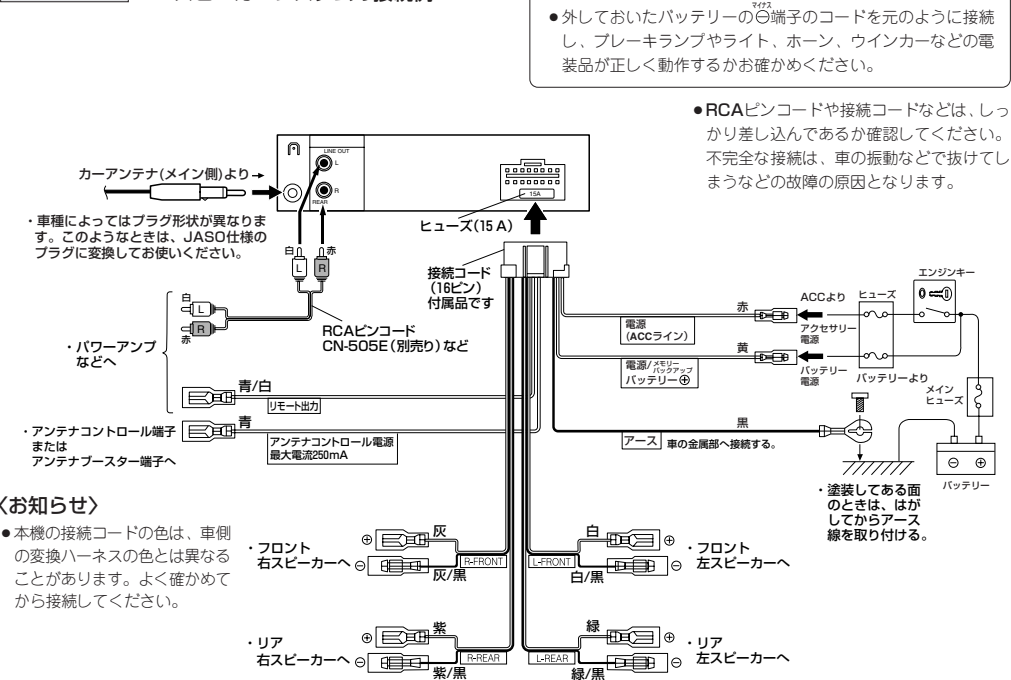 ●外しておいたバッテリーの⊖端子のコードを元のように接続
マイナス
し、ブレーキランプやライト、ホーン、ウインカーなどの電
装品が正しく動作するかお確かめください。
●RCAピンコードや接続コードなどは、しっ
かり差し込んであるか確認してください。
不完全な接続は、車の振動などで抜けてし
まうなどの故障の原因となります。
LINE OUT
L
R
REAR
15A
カーアンテナ(メイン側)より→
・車種によってはプラグ形状が異なりま
す。このようなときは、JASO仕様の
プラグに変換してお使いください。
ヒューズ(15 A)
白
赤
L
R
接続コード
(16ピン)
付属品です
白
L
R
赤
RCAピンコード
CN-505E(別売り)など
・パワーアンプ
などへ
青/白
リモート出力
青
アンテナコントロール電源
最大電流250mA
・アンテナコントロール端子
または
アンテナブースター端子へ
赤
電源
(ACCライン)
ACCより
アクセサリー
電源
ヒューズ
エンジンキー
黄
電源/メモリーバックアップ
バッテリー⊕
バッテリー
電源
バッテリーより
メイン
ヒューズ
黒
アース
車の金属部へ接続する。
⊖ ⊕
バッテリー
・塗装してある面
のときは、はが
してからアース
線を取り付ける。
〈お知らせ〉
●本機の接続コードの色は、車側
の変換ハーネスの色とは異なる
ことがあります。よく確かめて
から接続してください。
・フロント
右スピーカーへ
⊕
⊖
灰
灰/黒
R-FRONT
L-FRONT
白
白/黒
⊕
⊖
・フロント
左スピーカーへ
・リア
右スピーカーへ
⊕
⊖
紫
紫/黒
R-REAR
L-REAR
緑
緑/黒
⊕
⊖
・リア
左スピーカーへ